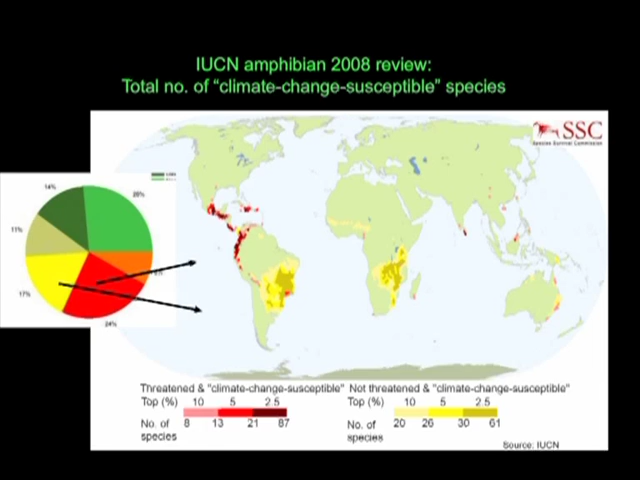 IUCN amphibian 2008 review:
Total no. of “climate-change-susceptible” species
SSC
Species Survival Commission
14%
28%
11%
17%
24%
Threatened & "climate-change-susceptible" Not threatened & "climate-change-susceptible"
Top (%) 10 5 2.5 Top (%) 10 5 2.5
No. of species 8 13 21 87 No. of species 20 26 30 61
Source: IUCN